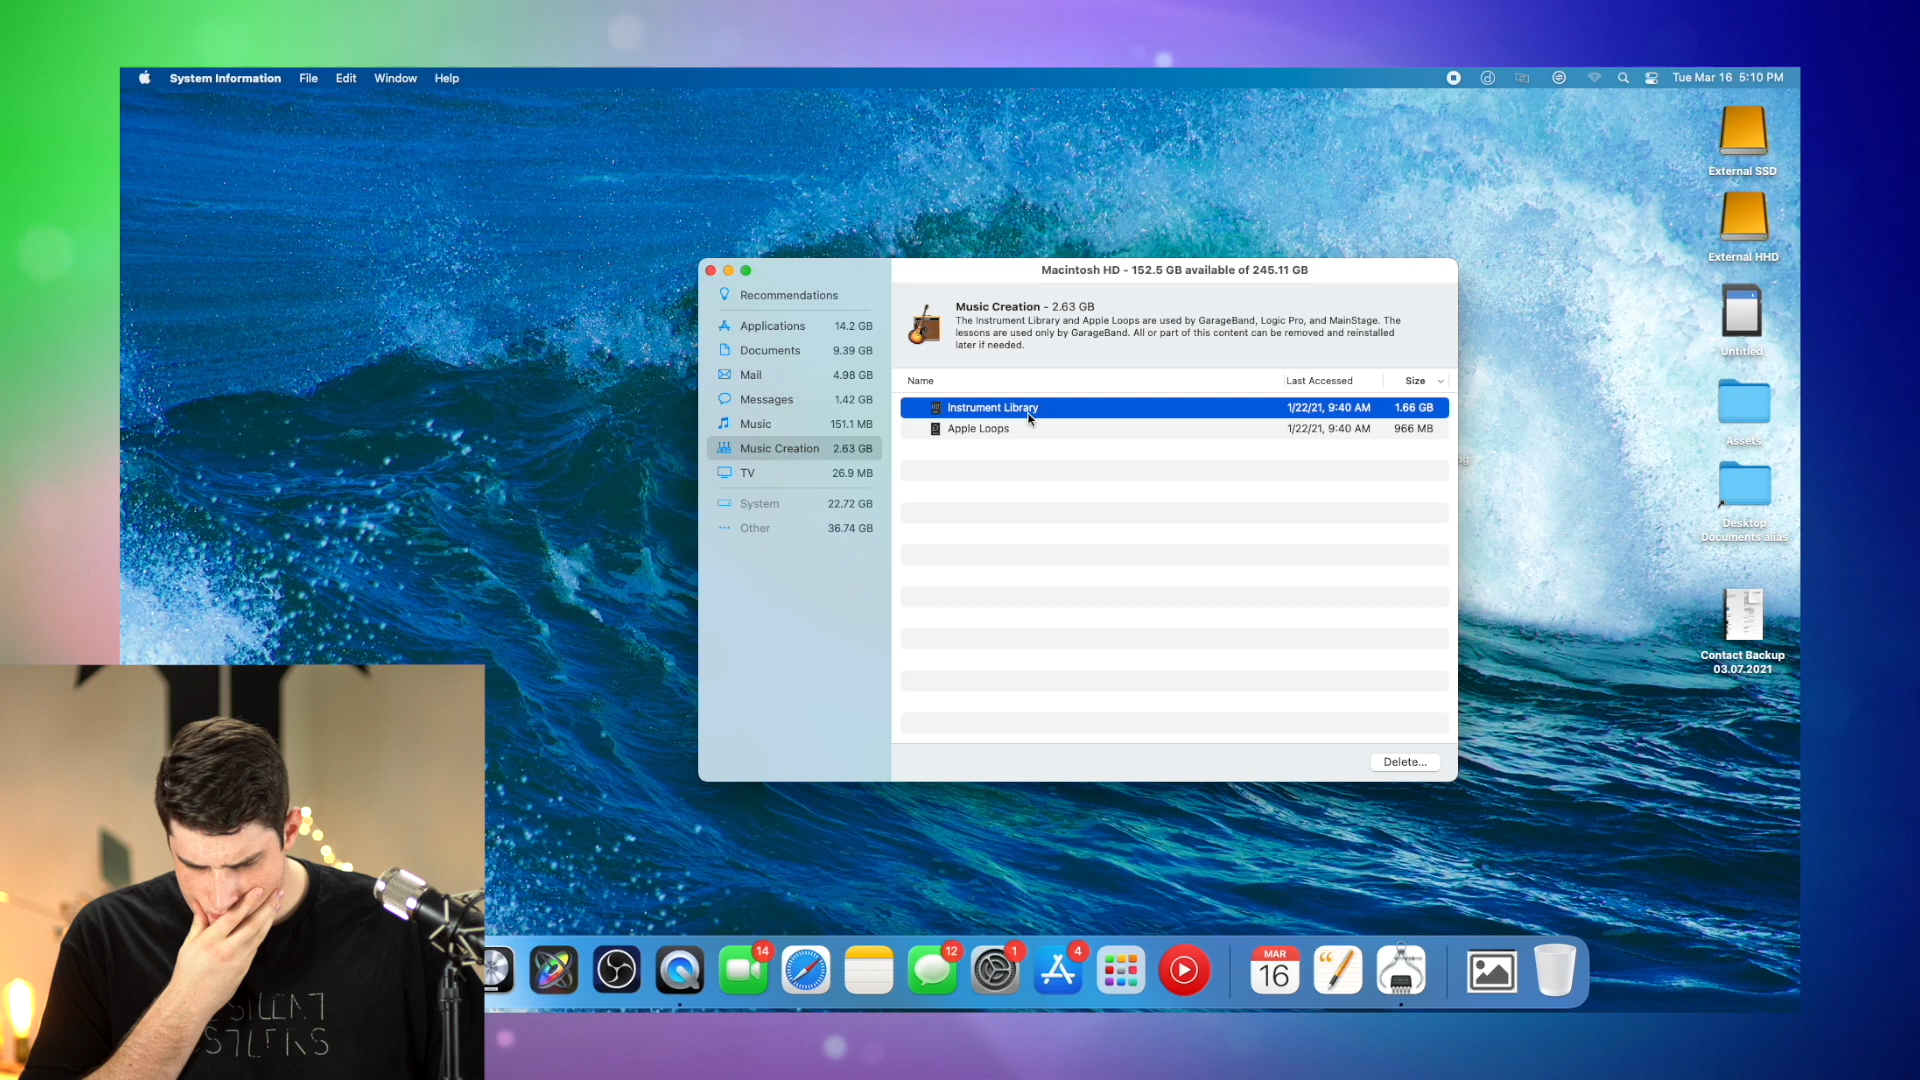 System Information File Edit Window Help
Tue Mar 16 5:10 PM
External SSD
External HHD
Untitled
Assets
Desktop
Documents alias
Contact Backup
03.07.2021
Macintosh HD - 152.5 GB available of 245.11 GB
Recommendations
Applications 14.2 GB
Documents 9.39 GB
Mail 4.98 GB
Messages 1.42 GB
Music 151.1 MB
Music Creation 2.63 GB
TV 26.9 MB
System 22.72 GB
Other 36.74 GB
Music Creation - 2.63 GB
The Instrument Library and Apple Loops are used by GarageBand, Logic Pro, and MainStage. The
lessons are used only by GarageBand. All or part of this content can be removed and reinstalled
later if needed.
Name Last Accessed Size
Instrument Library 1/22/21, 9:40 AM 1.66 GB
Apple Loops 1/22/21, 9:40 AM 966 MB
ng
Delete...
14
12
1
4
MAR
16